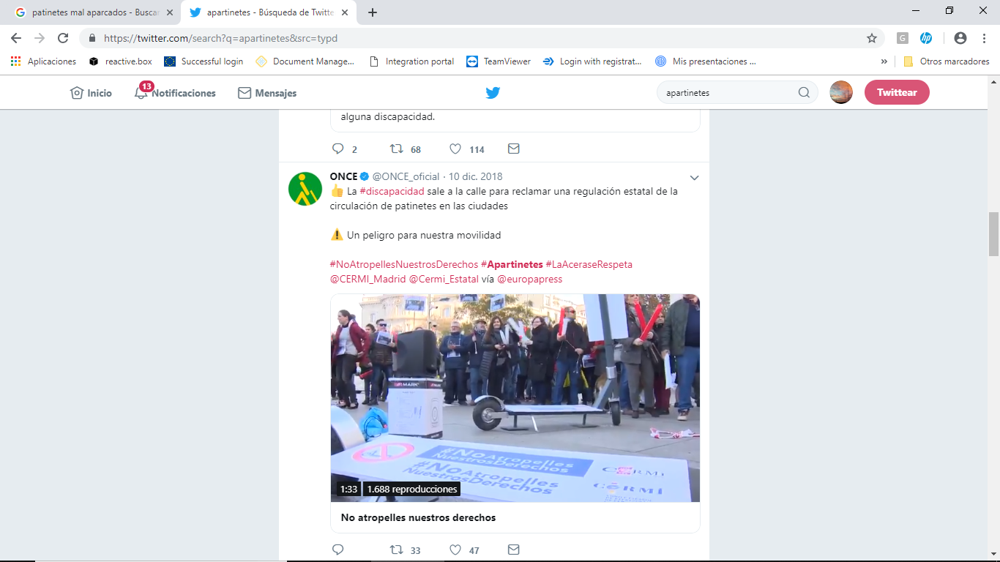 patinetes mal aparcados - Buscar
apartinetes - Búsqueda de Twitte
https://twitter.com/search?q=apartinetes&src=typd
G
hp
Aplicaciones
reactive.box
Successful login
Document Manage...
Integration portal
TeamViewer
Login with registrat...
Mis presentaciones ...
»
Otros marcadores
Inicio
13
Notificaciones
Mensajes
apartinetes
Twittear
alguna discapacidad.
2 68 114
ONCE @ONCE_oficial · 10 dic. 2018
👍 La #discapacidad sale a la calle para reclamar una regulación estatal de la
circulación de patinetes en las ciudades
⚠️ Un peligro para nuestra movilidad
#NoAtropellesNuestrosDerechos #Apartinetes #LaAceraseRespeta
@CERMI_Madrid @Cermi_Estatal vía @europapress
MARK
#NoAtropelles
NuestrosDerechos
#NoAtropelles
NuestrosDerechos
CERMI
CERMI
1:33 1.688 reproducciones
No atropelles nuestros derechos
33 47